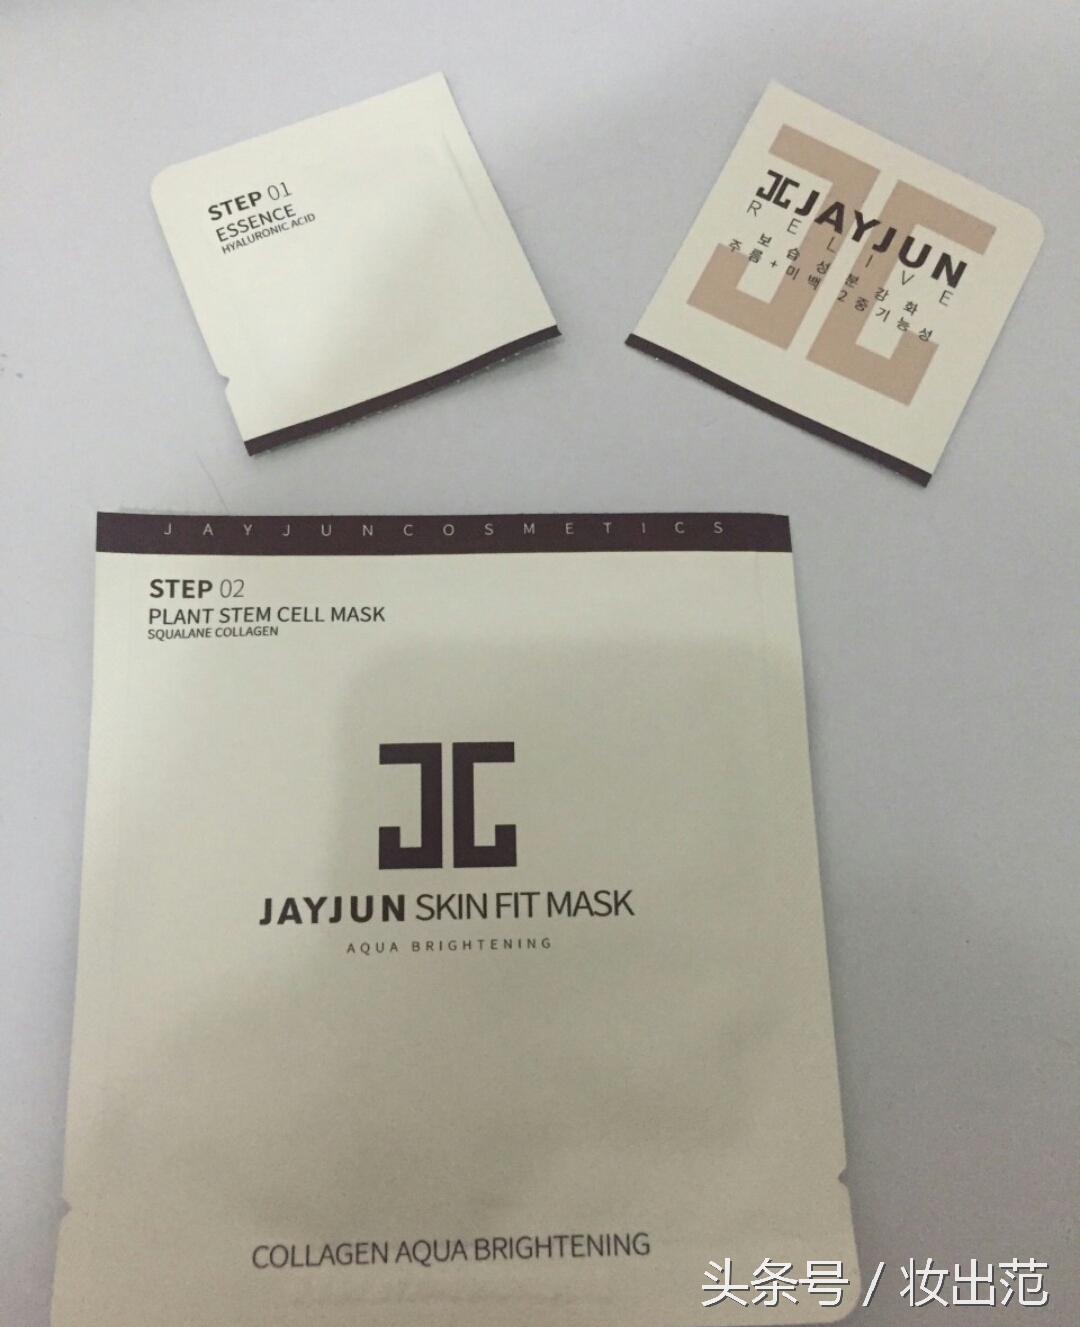 STEP 01
ESSENCE
HYALURONIC ACID
JAYJUN
RELIVE
보습성분강화
주름+미백 2중기능성
JAYJUNCOSMETICS
STEP 02
PLANT STEM CELL MASK
SQUALANE COLLAGEN
JAYJUN SKIN FIT MASK
AQUA BRIGHTENING
COLLAGEN AQUA BRIGHTENING
头条号 / 妆出范